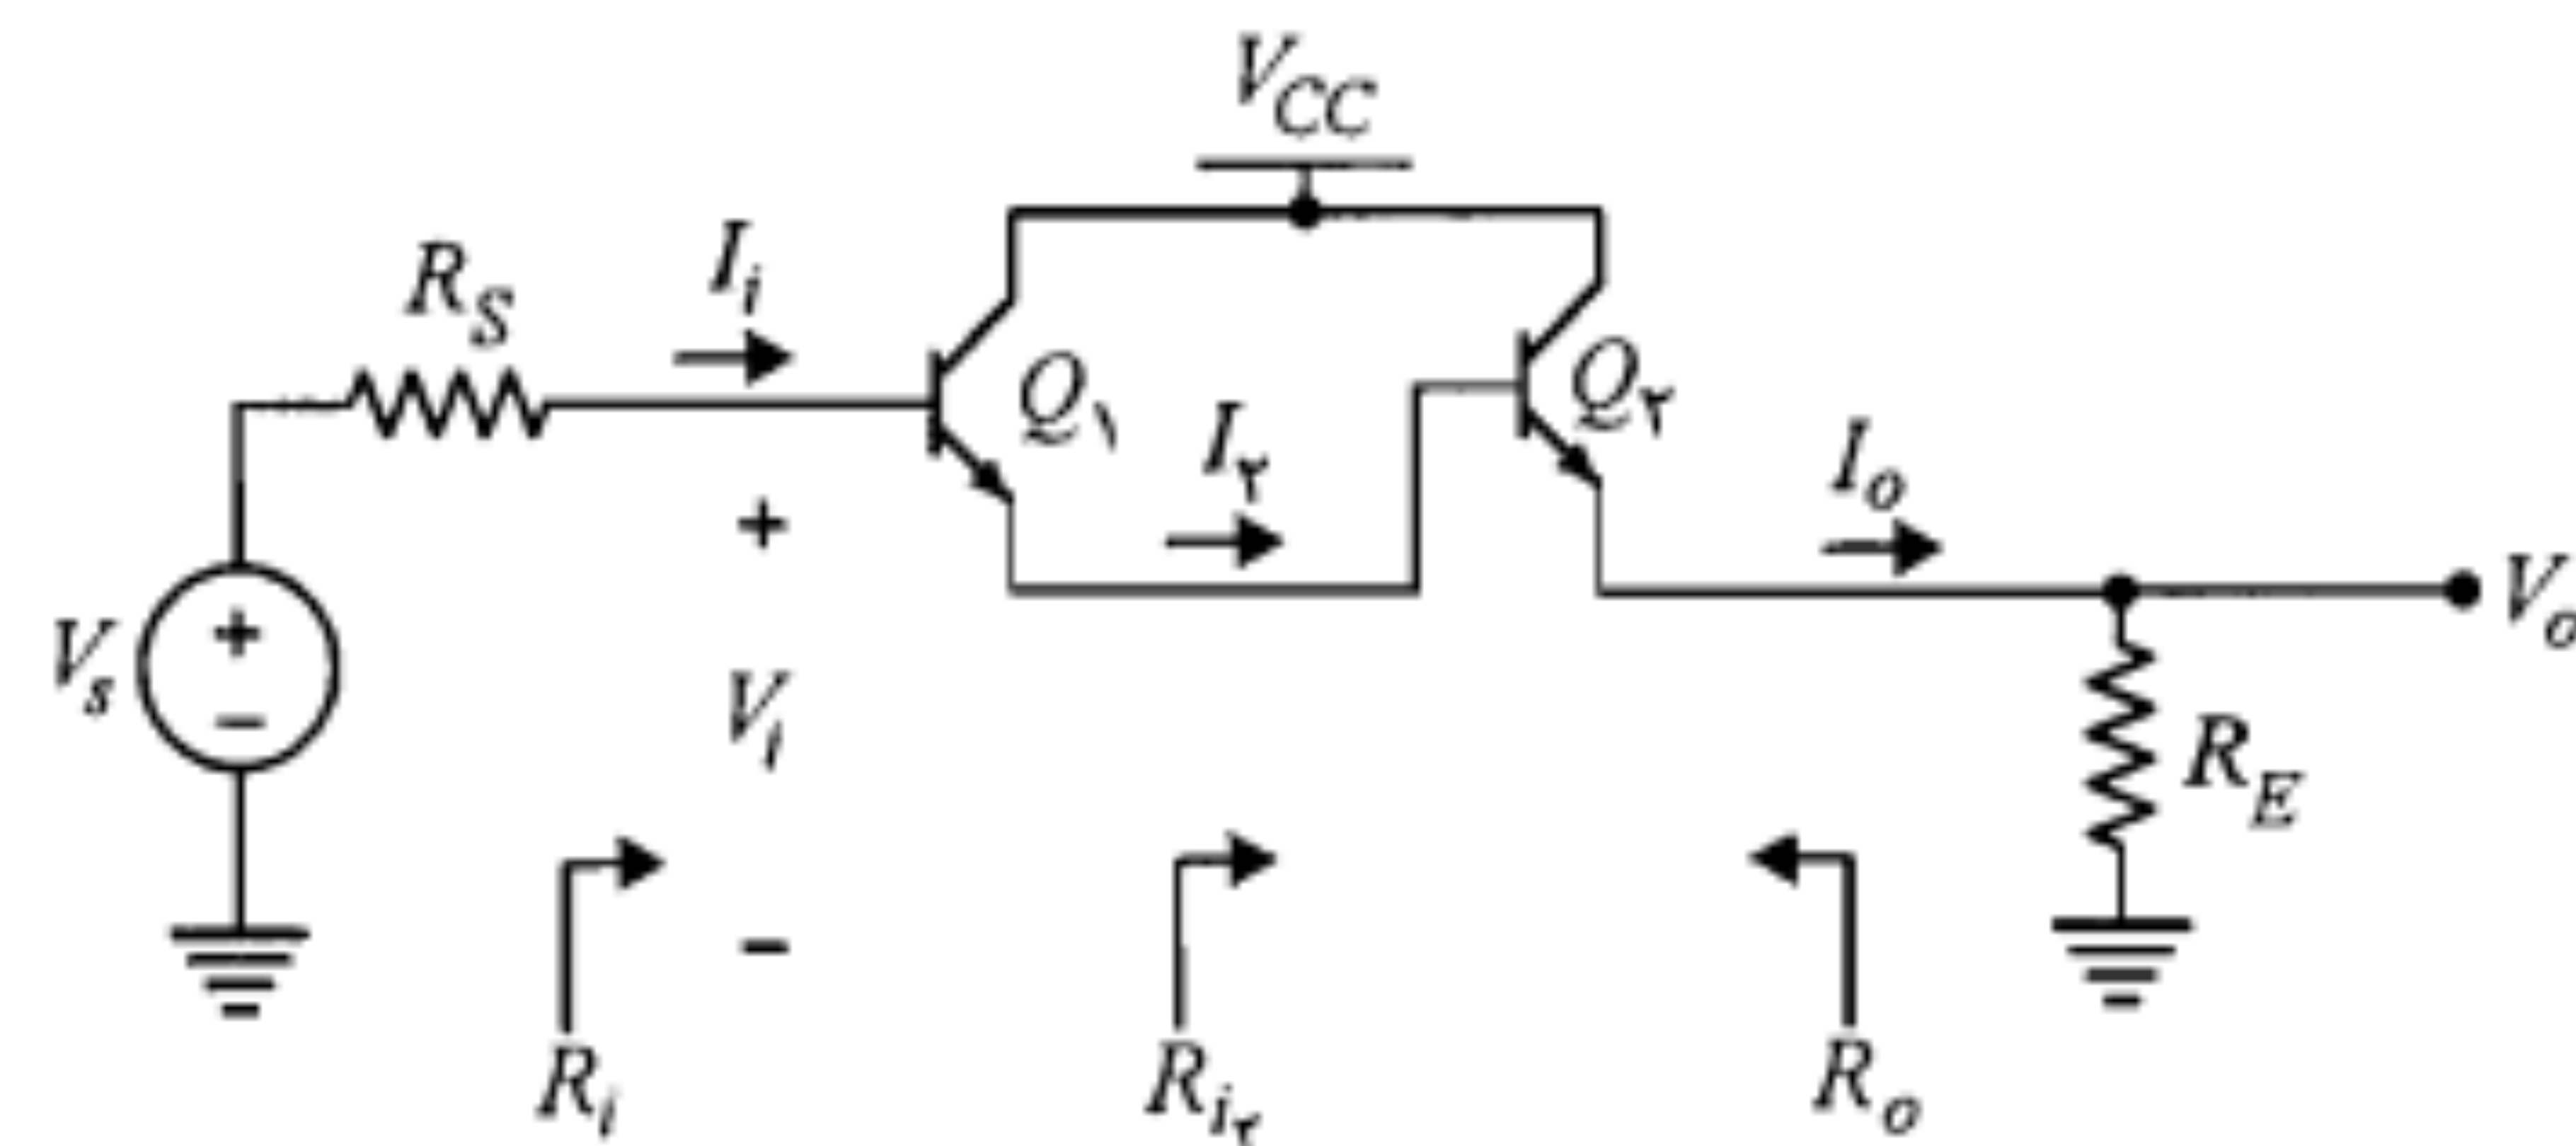 V_CC
R_S
I_i
Q_۱
I_۲
Q_۲
I_o
V_s
+
−
+
V_i
−
V_o
R_E
R_i
R_i۲
R_o